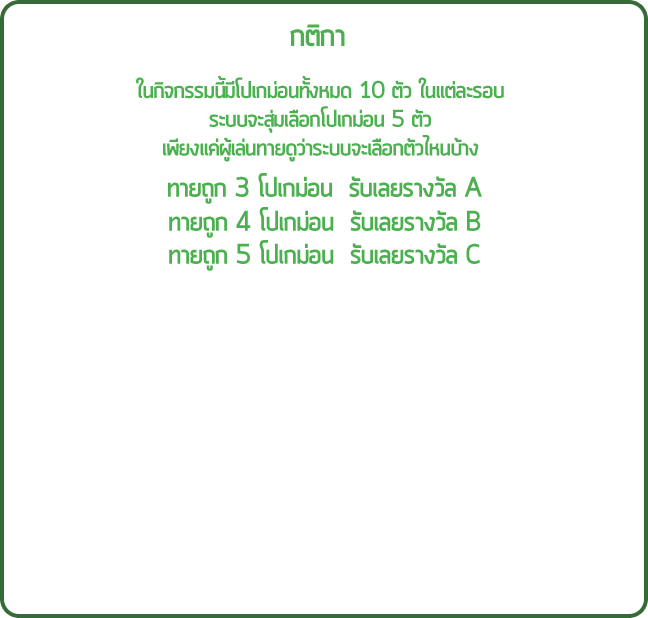 กติกา
ในกิจกรรมนี้มีโปเกม่อนทั้งหมด 10 ตัว ในแต่ละรอบ
ระบบจะสุ่มเลือกโปเกม่อน 5 ตัว
เพียงแค่ผู้เล่นทายดูว่าระบบจะเลือกตัวไหนบ้าง
ทายถูก 3 โปเกม่อน รับเลยรางวัล A
ทายถูก 4 โปเกม่อน รับเลยรางวัล B
ทายถูก 5 โปเกม่อน รับเลยรางวัล C